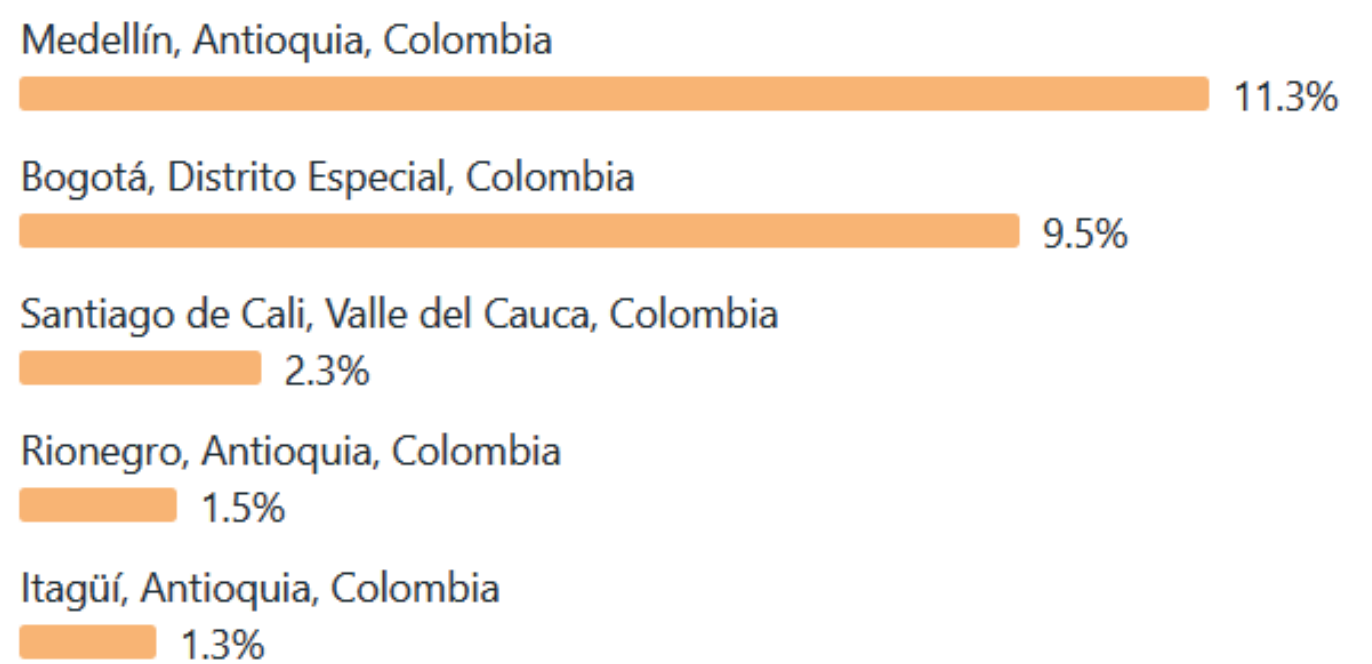 Medellín, Antioquia, Colombia
11.3%
Bogotá, Distrito Especial, Colombia
9.5%
Santiago de Cali, Valle del Cauca, Colombia
2.3%
Rionegro, Antioquia, Colombia
1.5%
Itagüí, Antioquia, Colombia
1.3%